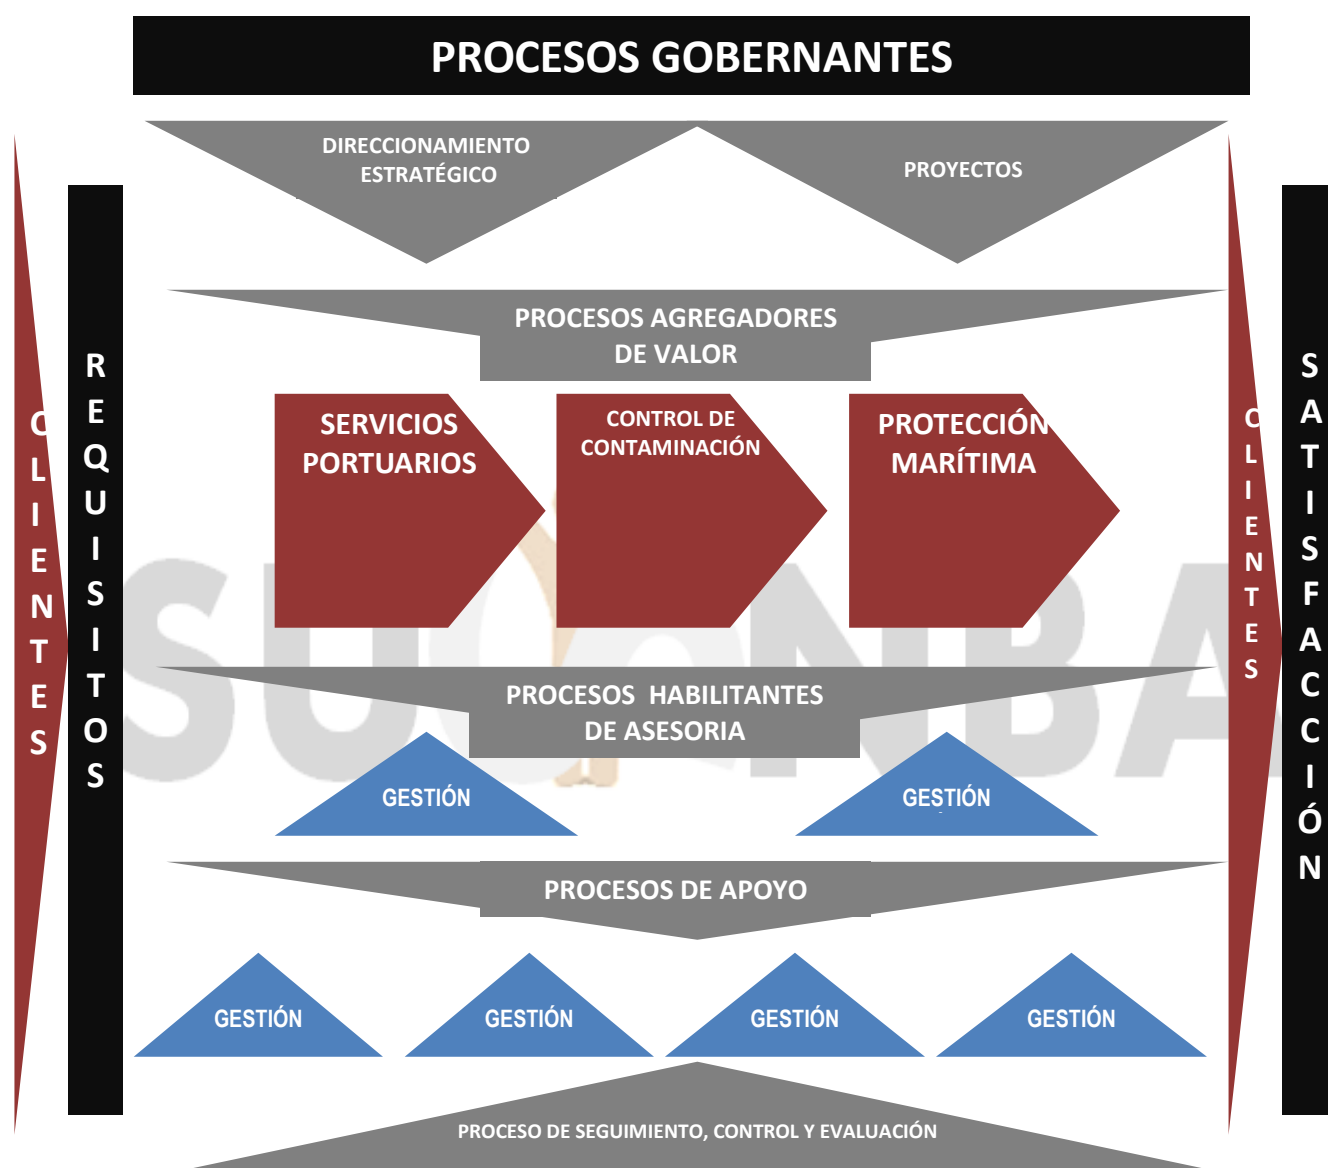 PROCESOS GOBERNANTES
DIRECCIONAMIENTO
ESTRATÉGICO
PROYECTOS
CLIENTES
REQUISITOS
PROCESOS AGREGADORES
DE VALOR
SERVICIOS
PORTUARIOS
CONTROL DE
CONTAMINACIÓN
PROTECCIÓN
MARÍTIMA
PROCESOS HABILITANTES
DE ASESORIA
GESTIÓN
GESTIÓN
PROCESOS DE APOYO
GESTIÓN
GESTIÓN
GESTIÓN
GESTIÓN
PROCESO DE SEGUIMIENTO, CONTROL Y EVALUACIÓN
CLIENTES
SATISFACCIÓN